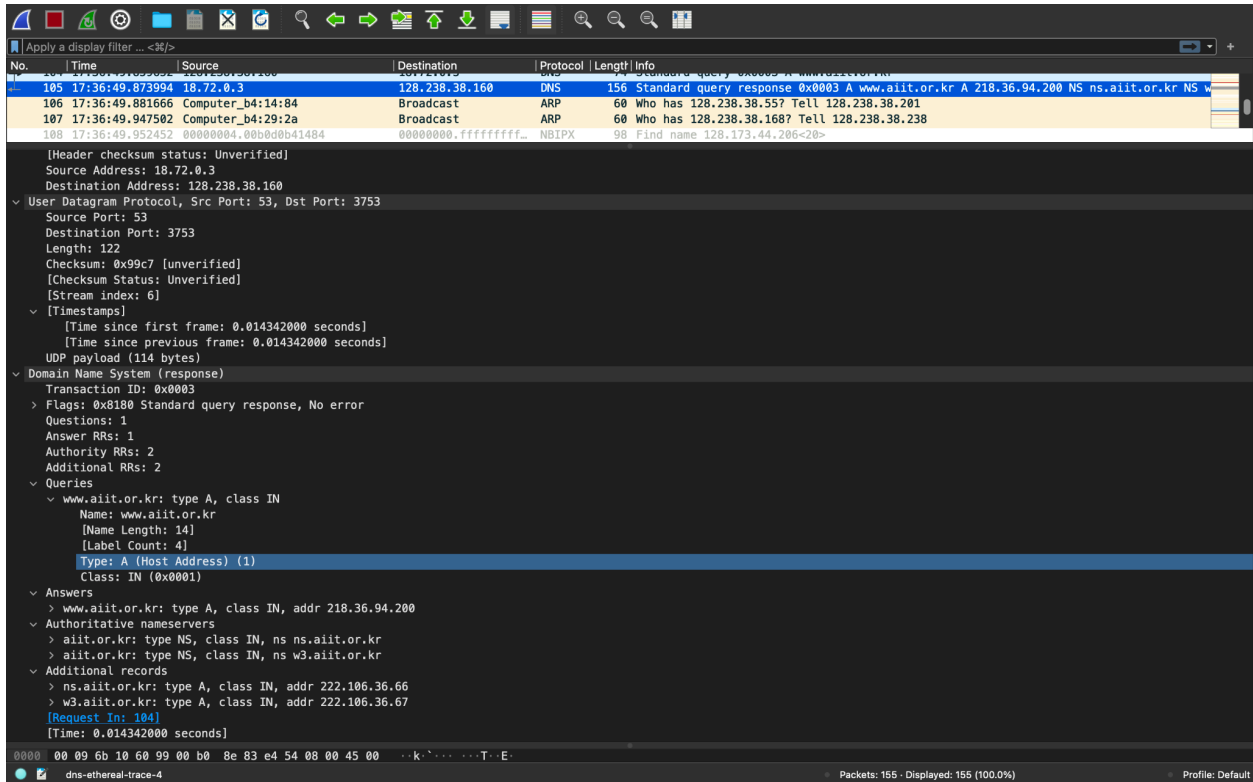 Apply a display filter ... <⌘/>
No. Time Source Destination Protocol Length Info
105 17:36:49.873994 18.72.0.3 128.238.38.160 DNS 156 Standard query response 0x0003 A www.aiit.or.kr A 218.36.94.200 NS ns.aiit.or.kr NS w
106 17:36:49.881666 Computer_b4:14:84 Broadcast ARP 60 Who has 128.238.38.55? Tell 128.238.38.201
107 17:36:49.947502 Computer_b4:29:2a Broadcast ARP 60 Who has 128.238.38.168? Tell 128.238.38.238
108 17:36:49.952452 00000004.00b0d0b41484 00000000.fffffffff… NBIPX 98 Find name 128.173.44.206<20>
[Header checksum status: Unverified]
Source Address: 18.72.0.3
Destination Address: 128.238.38.160
User Datagram Protocol, Src Port: 53, Dst Port: 3753
Source Port: 53
Destination Port: 3753
Length: 122
Checksum: 0x99c7 [unverified]
[Checksum Status: Unverified]
[Stream index: 6]
[Timestamps]
[Time since first frame: 0.014342000 seconds]
[Time since previous frame: 0.014342000 seconds]
UDP payload (114 bytes)
Domain Name System (response)
Transaction ID: 0x0003
Flags: 0x8180 Standard query response, No error
Questions: 1
Answer RRs: 1
Authority RRs: 2
Additional RRs: 2
Queries
www.aiit.or.kr: type A, class IN
Name: www.aiit.or.kr
[Name Length: 14]
[Label Count: 4]
Type: A (Host Address) (1)
Class: IN (0x0001)
Answers
www.aiit.or.kr: type A, class IN, addr 218.36.94.200
Authoritative nameservers
aiit.or.kr: type NS, class IN, ns ns.aiit.or.kr
aiit.or.kr: type NS, class IN, ns w3.aiit.or.kr
Additional records
ns.aiit.or.kr: type A, class IN, addr 222.106.36.66
w3.aiit.or.kr: type A, class IN, addr 222.106.36.67
[Request In: 104]
[Time: 0.014342000 seconds]
0000 00 09 6b 10 60 99 00 b0 8e 83 e4 54 08 00 45 00 ··k·`··· ···T··E·
dns-ethereal-trace-4 Packets: 155 · Displayed: 155 (100.0%) Profile: Default